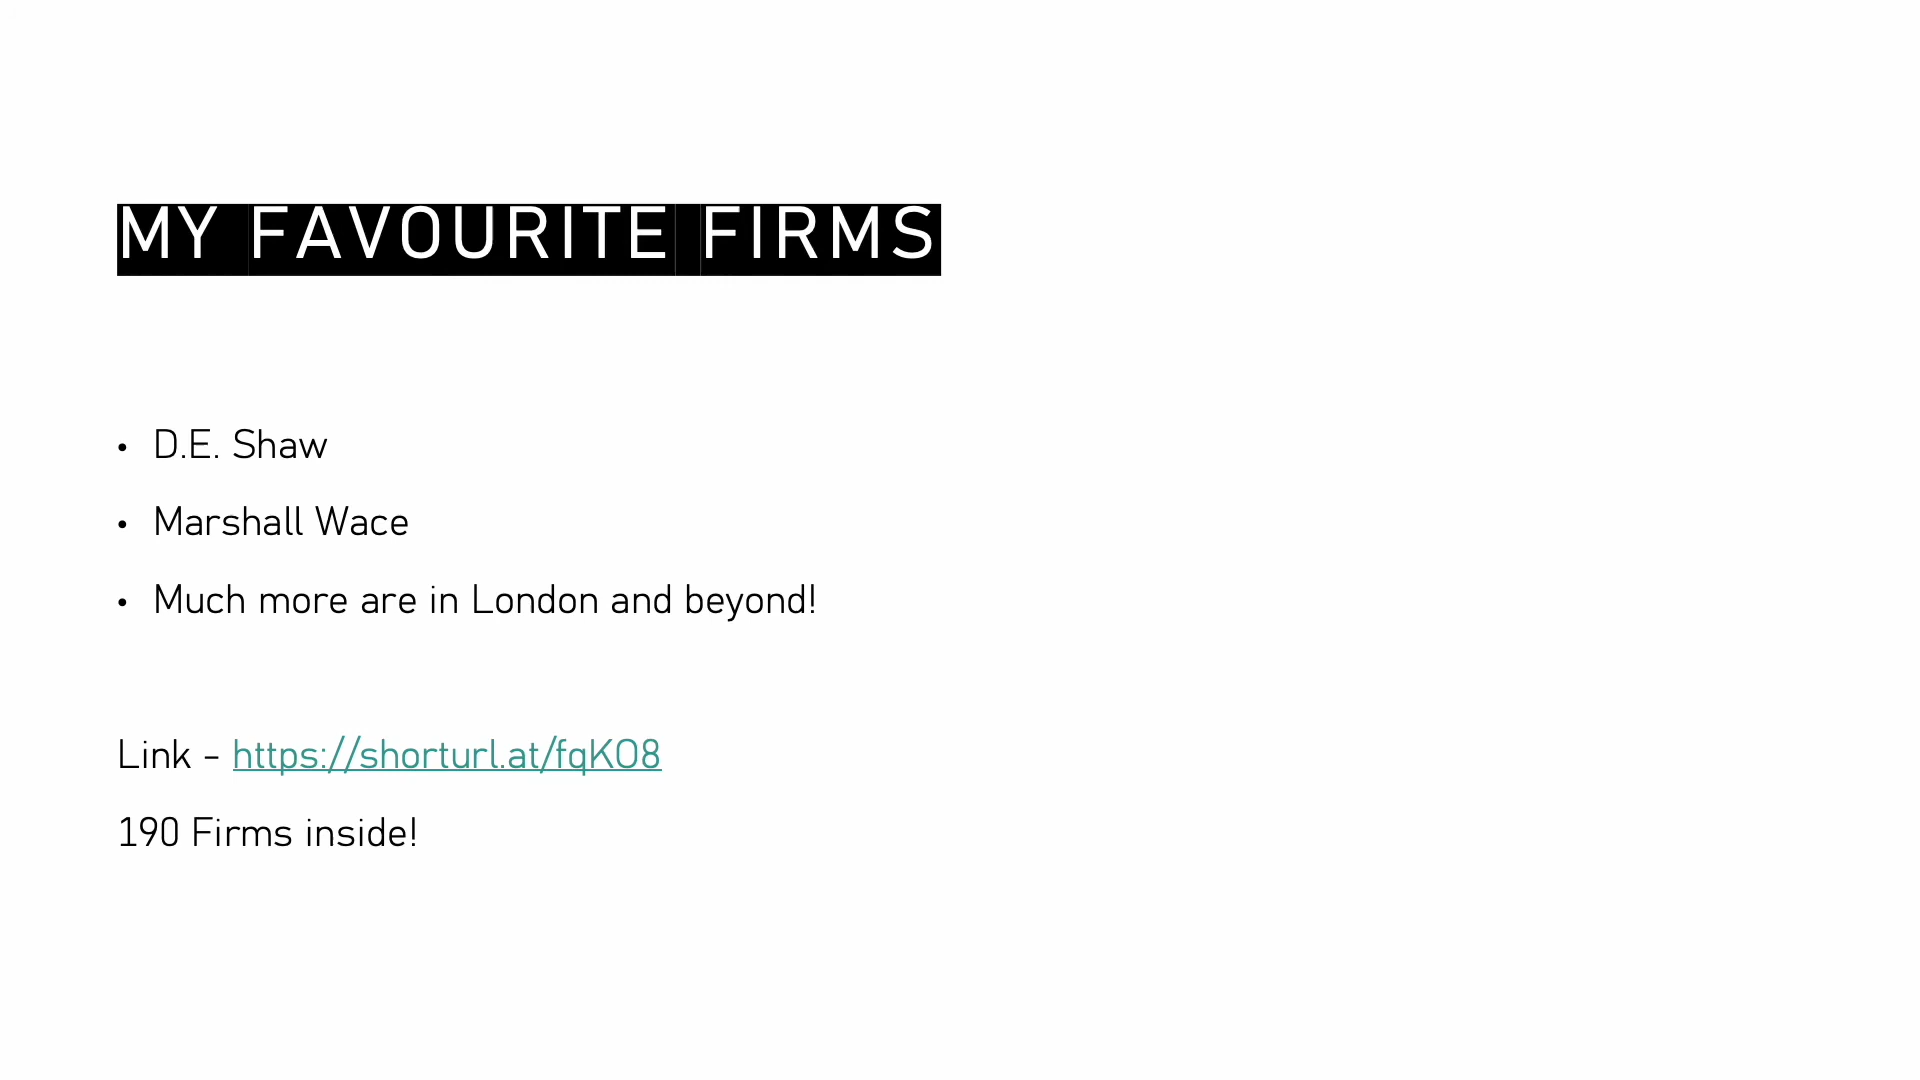 MY FAVOURITE FIRMS
• D.E. Shaw
• Marshall Wace
• Much more are in London and beyond!
Link – https://shorturl.at/fqKO8
190 Firms inside!